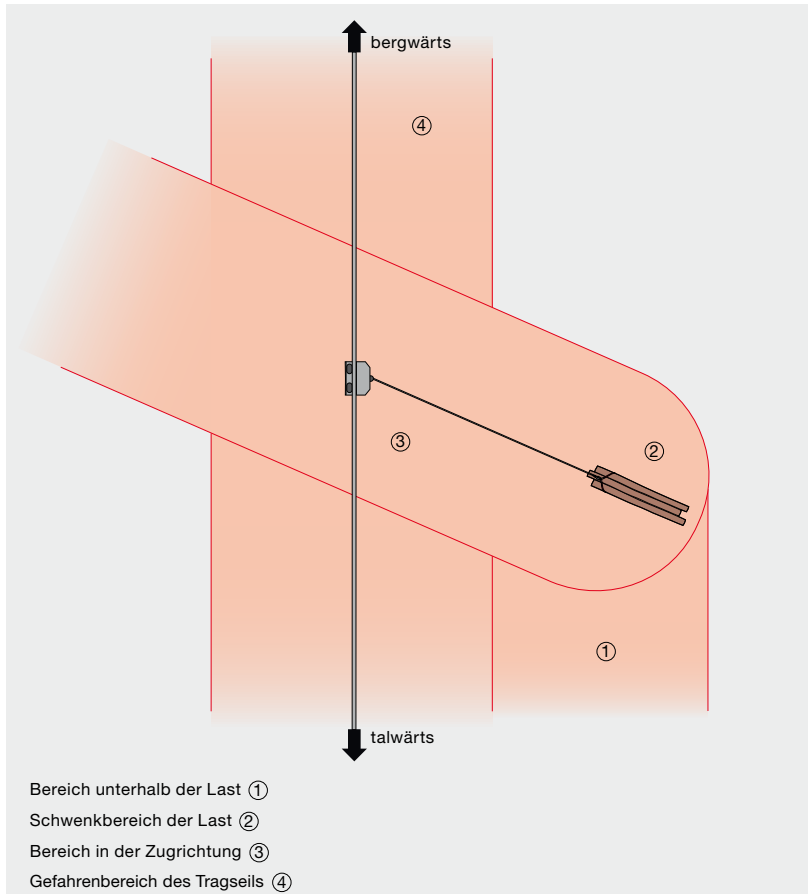 bergwärts
④
③
②
①
talwärts
Bereich unterhalb der Last ①
Schwenkbereich der Last ②
Bereich in der Zugrichtung ③
Gefahrenbereich des Tragseils ④